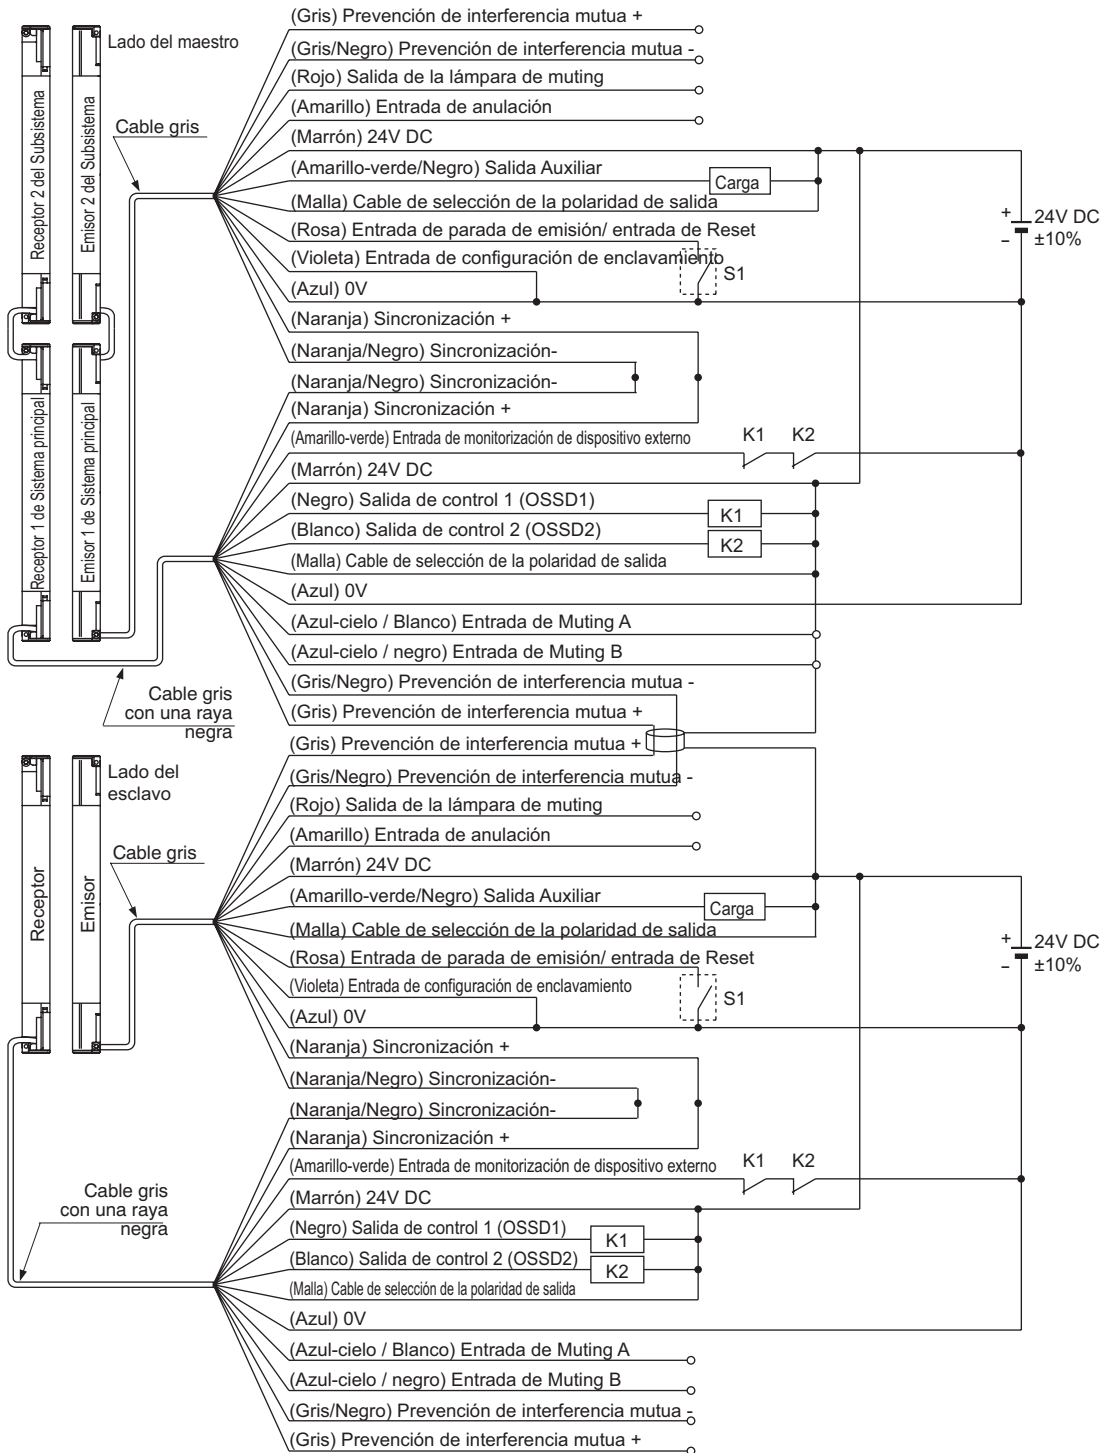 (Gris) Prevención de interferencia mutua +
Lado del maestro
(Gris/Negro) Prevención de interferencia mutua -
(Rojo) Salida de la lámpara de muting
(Amarillo) Entrada de anulación
Receptor 2 del Subsistema
Emisor 2 del Subsistema
Cable gris
(Marrón) 24V DC
(Amarillo-verde/Negro) Salida Auxiliar
Carga
(Malla) Cable de selección de la polaridad de salida
+
24V DC
−
±10%
(Rosa) Entrada de parada de emisión/ entrada de Reset
(Violeta) Entrada de configuración de enclavamiento
S1
(Azul) 0V
(Naranja) Sincronización +
(Naranja/Negro) Sincronización-
(Naranja/Negro) Sincronización-
(Naranja) Sincronización +
Receptor 1 de Sistema principal
Emisor 1 de Sistema principal
(Amarillo-verde) Entrada de monitorización de dispositivo externo
K1
K2
(Marrón) 24V DC
(Negro) Salida de control 1 (OSSD1)
K1
(Blanco) Salida de control 2 (OSSD2)
K2
(Malla) Cable de selección de la polaridad de salida
(Azul) 0V
(Azul-cielo / Blanco) Entrada de Muting A
(Azul-cielo / negro) Entrada de Muting B
Cable gris
con una raya
negra
(Gris/Negro) Prevención de interferencia mutua -
(Gris) Prevención de interferencia mutua +
(Gris) Prevención de interferencia mutua +
Lado del
esclavo
(Gris/Negro) Prevención de interferencia mutua -
(Rojo) Salida de la lámpara de muting
(Amarillo) Entrada de anulación
Cable gris
(Marrón) 24V DC
Receptor
Emisor
(Amarillo-verde/Negro) Salida Auxiliar
Carga
(Malla) Cable de selección de la polaridad de salida
+
24V DC
−
±10%
(Rosa) Entrada de parada de emisión/ entrada de Reset
(Violeta) Entrada de configuración de enclavamiento
S1
(Azul) 0V
(Naranja) Sincronización +
(Naranja/Negro) Sincronización-
(Naranja/Negro) Sincronización-
(Naranja) Sincronización +
(Amarillo-verde) Entrada de monitorización de dispositivo externo
K1
K2
Cable gris
con una raya
negra
(Marrón) 24V DC
(Negro) Salida de control 1 (OSSD1)
K1
(Blanco) Salida de control 2 (OSSD2)
K2
(Malla) Cable de selección de la polaridad de salida
(Azul) 0V
(Azul-cielo / Blanco) Entrada de Muting A
(Azul-cielo / negro) Entrada de Muting B
(Gris/Negro) Prevención de interferencia mutua -
(Gris) Prevención de interferencia mutua +